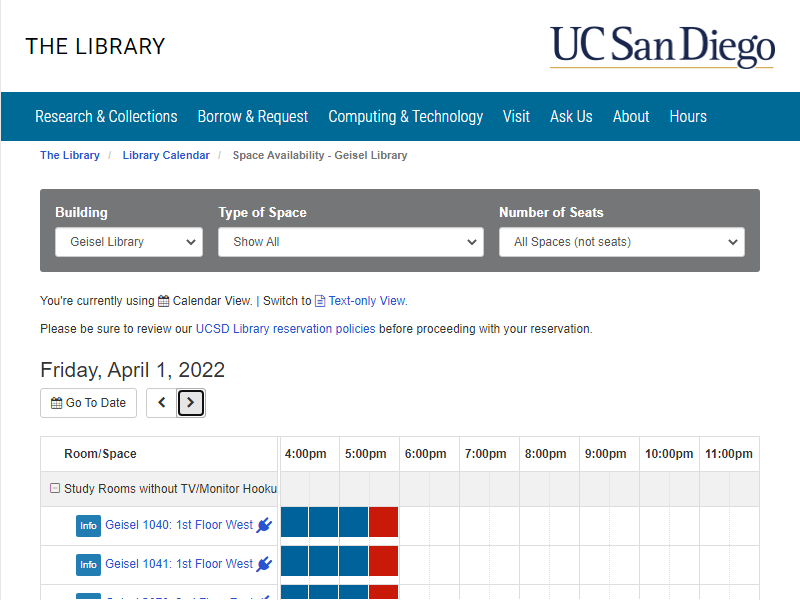 THE LIBRARY
UC San Diego
Research & Collections Borrow & Request Computing & Technology Visit Ask Us About Hours
The Library / Library Calendar / Space Availability - Geisel Library
Building Type of Space Number of Seats
Geisel Library Show All All Spaces (not seats)
You're currently using Calendar View. | Switch to Text-only View.
Please be sure to review our UCSD Library reservation policies before proceeding with your reservation.
Friday, April 1, 2022
Go To Date
Room/Space 4:00pm 5:00pm 6:00pm 7:00pm 8:00pm 9:00pm 10:00pm 11:00pm
Study Rooms without TV/Monitor Hooku
Info Geisel 1040: 1st Floor West
Info Geisel 1041: 1st Floor West